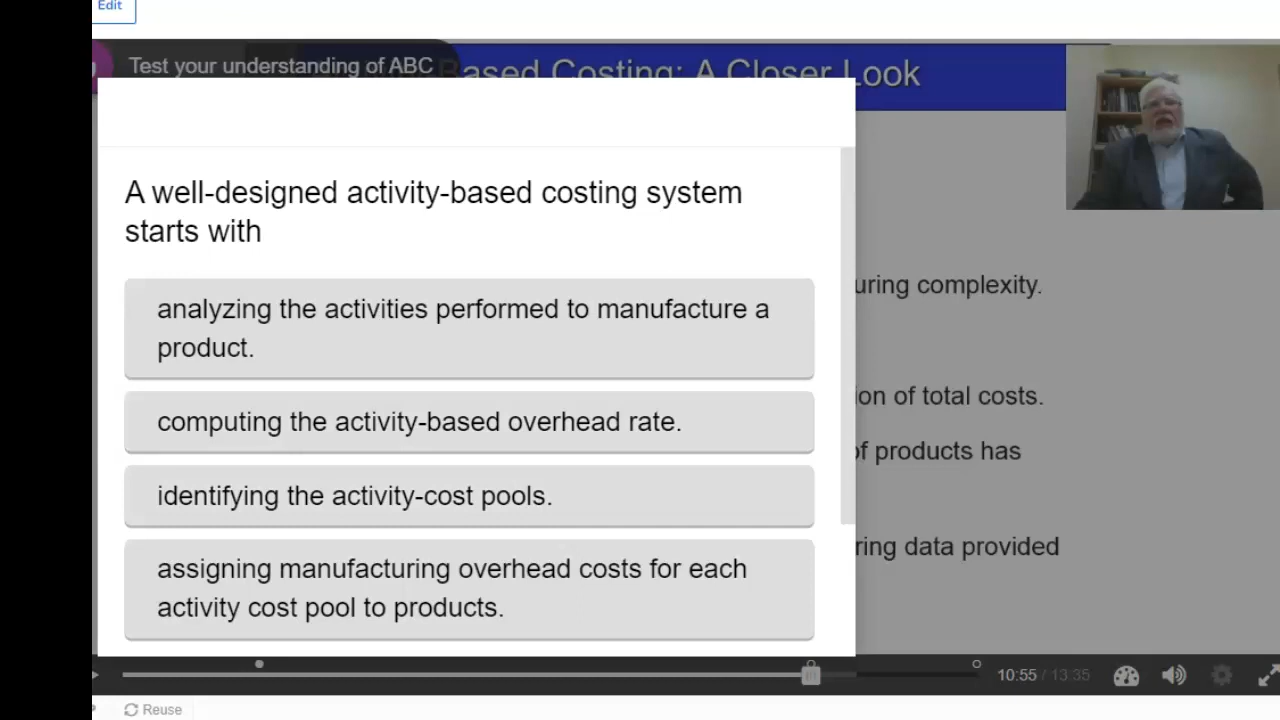 Edit
Test your understanding of ABC
Based Costing: A Closer Look
A well-designed activity-based costing system
starts with
analyzing the activities performed to manufacture a
product.
computing the activity-based overhead rate.
identifying the activity-cost pools.
assigning manufacturing overhead costs for each
activity cost pool to products.
uring complexity.
ion of total costs.
of products has
ring data provided
10:55 / 13:35
Reuse